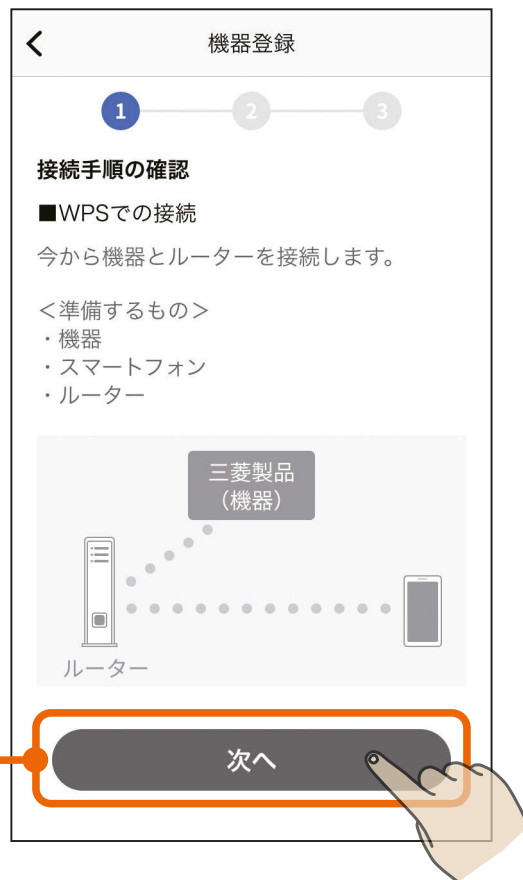 機器登録
1 2 3
接続手順の確認
■WPSでの接続
今から機器とルーターを接続します。
＜準備するもの＞
・機器
・スマートフォン
・ルーター
三菱製品
（機器）
ルーター
次へ